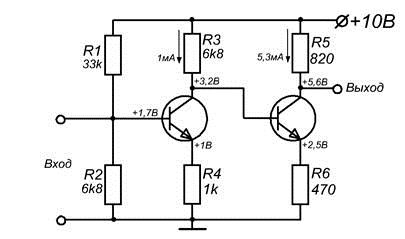 +10В
R1
33k
R3
6k8
1мА
R5
820
5,3мА
+3,2В
+5,6В
Выход
+1,7В
Вход
+1В
+2,5В
R2
6k8
R4
1k
R6
470